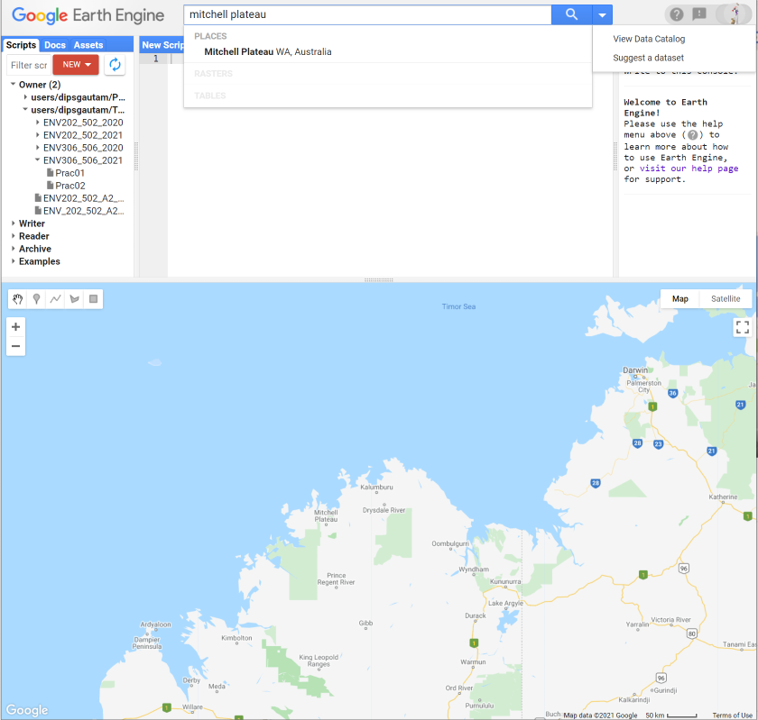 Google Earth Engine
mitchell plateau
PLACES
Mitchell Plateau WA, Australia
RASTERS
TABLES
View Data Catalog
Suggest a dataset
Scripts Docs Assets
Filter scr NEW
Owner (2)
users/dipsgautam/P...
users/dipsgautam/T...
ENV202_502_2020
ENV202_502_2021
ENV306_506_2020
ENV306_506_2021
Prac01
Prac02
ENV202_502_A2_...
ENV_202_502_A2...
Writer
Reader
Archive
Examples
New Scrip
1
write to this console.
Welcome to Earth
Engine!
Please use the help
menu above (?) to
learn more about how
to use Earth Engine,
or visit our help page
for support.
Map Satellite
Timor Sea
Darwin
Palmerston
City
Ja
36
1
21
28
23
21
28
Katherine
1
Kalumburu
Mitchell
Plateau
Drysdale River
Oombulgurri
Wyndham
Prince
Regent River
Kununurra
1
96
Lake Argyle
Durack
Gibb
Victoria River
Yarralin
80
Ardyaloon
Dampier
Peninsula
Kimbolton
1
Tanami Ea
King Leopold
Ranges
Warmun
Derby
Meda
96
Ord River
Gurindji
Kalkarindji
Willare
1
Purnululu
1
Buch
Google
Map data ©2021 Google 50 km Terms of Use